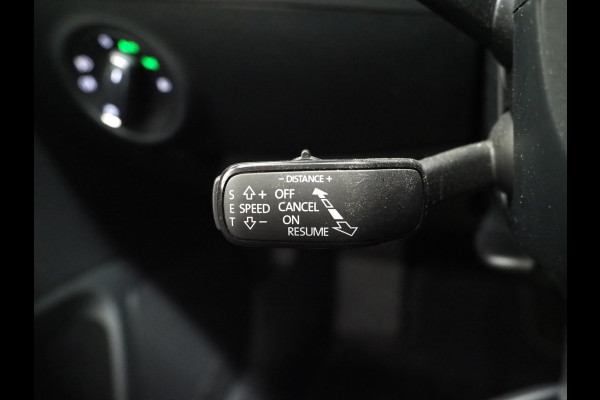 - DISTANCE +
S + OFF
E SPEED CANCEL
T - ON
RESUME